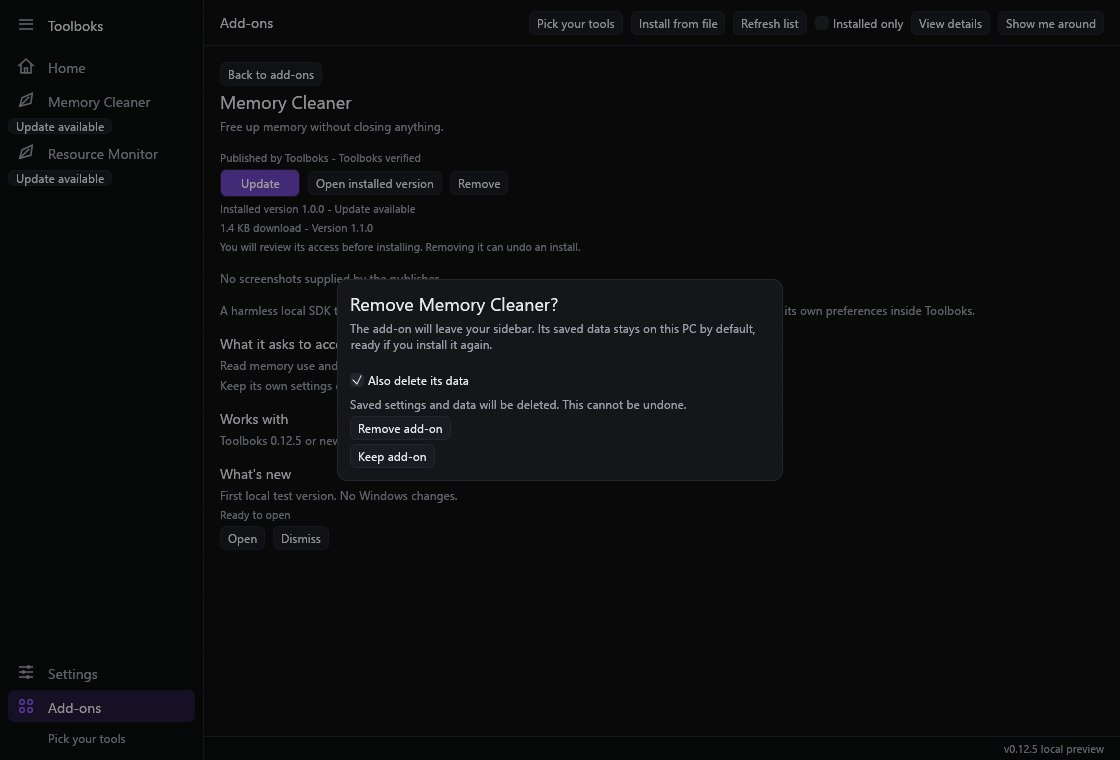 Toolboks
Home
Memory Cleaner
Update available
Resource Monitor
Update available
Settings
Add-ons
Pick your tools
Add-ons
Pick your tools
Install from file
Refresh list
Installed only
View details
Show me around
Back to add-ons
Memory Cleaner
Free up memory without closing anything.
Published by Toolboks - Toolboks verified
Update
Open installed version
Remove
Installed version 1.0.0 - Update available
1.4 KB download - Version 1.1.0
You will review its access before installing. Removing it can undo an install.
No screenshots supplied by the publisher
A harmless local SDK
its own preferences inside Toolboks.
What it asks to
Read memory use and
Keep its own settings
Works with
Toolboks 0.12.5 or
What's new
First local test version. No Windows changes.
Ready to open
Open
Dismiss
Remove Memory Cleaner?
The add-on will leave your sidebar. Its saved data stays on this PC by default,
ready if you install it again.
Also delete its data
Saved settings and data will be deleted. This cannot be undone.
Remove add-on
Keep add-on
v0.12.5 local preview